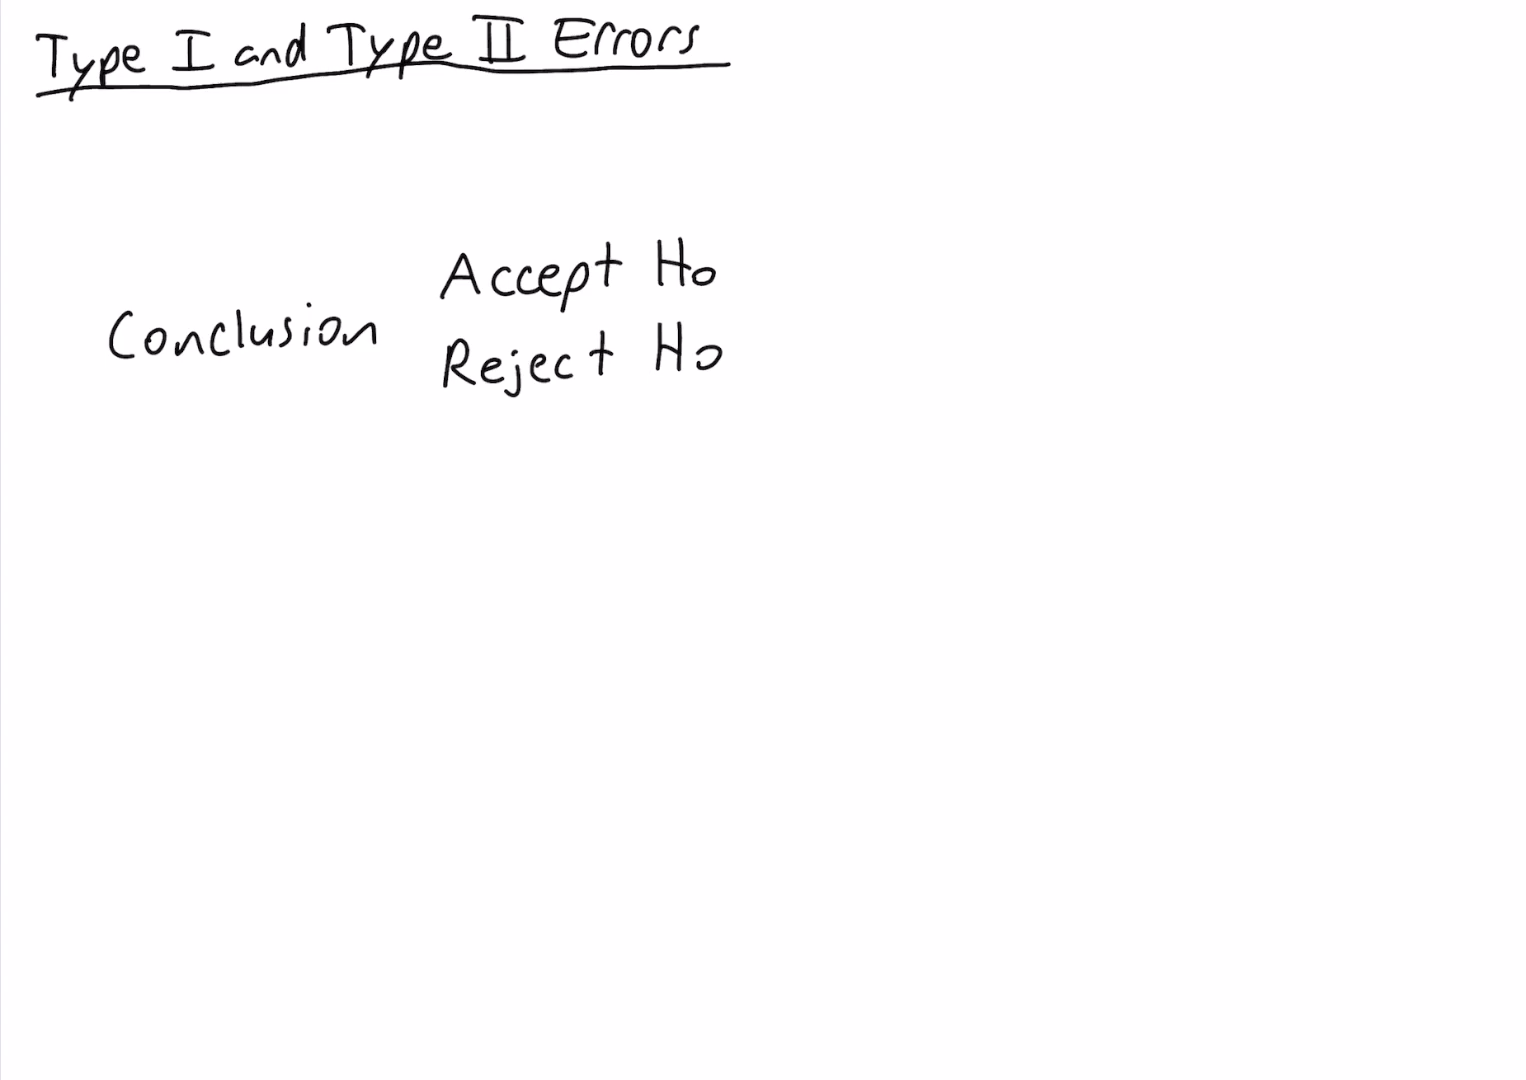 Type I and Type II Errors
Accept Ho
Conclusion
Reject Ho